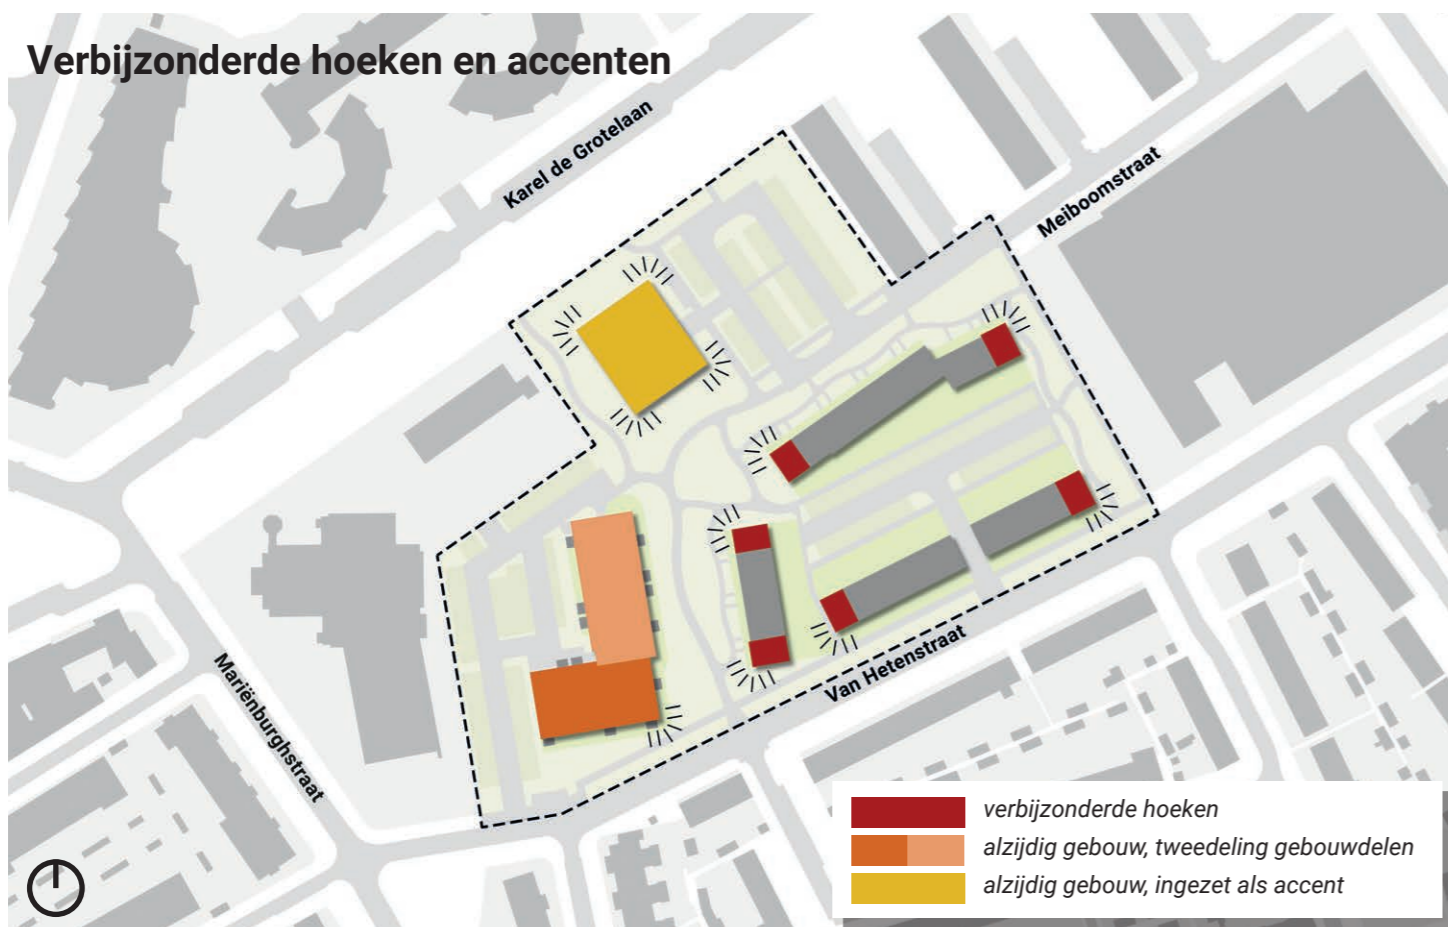 Verbijzonderde hoeken en accenten
Karel de Grotelaan
Meiboomstraat
Van Hetenstraat
Mariënburghstraat
verbijzonderde hoeken
alzijdig gebouw, tweedeling gebouwdelen
alzijdig gebouw, ingezet als accent